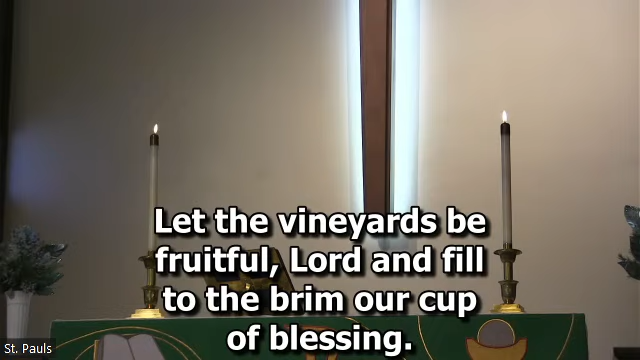 Let the vineyards be
fruitful, Lord and fill
to the brim our cup
of blessing.
St. Pauls